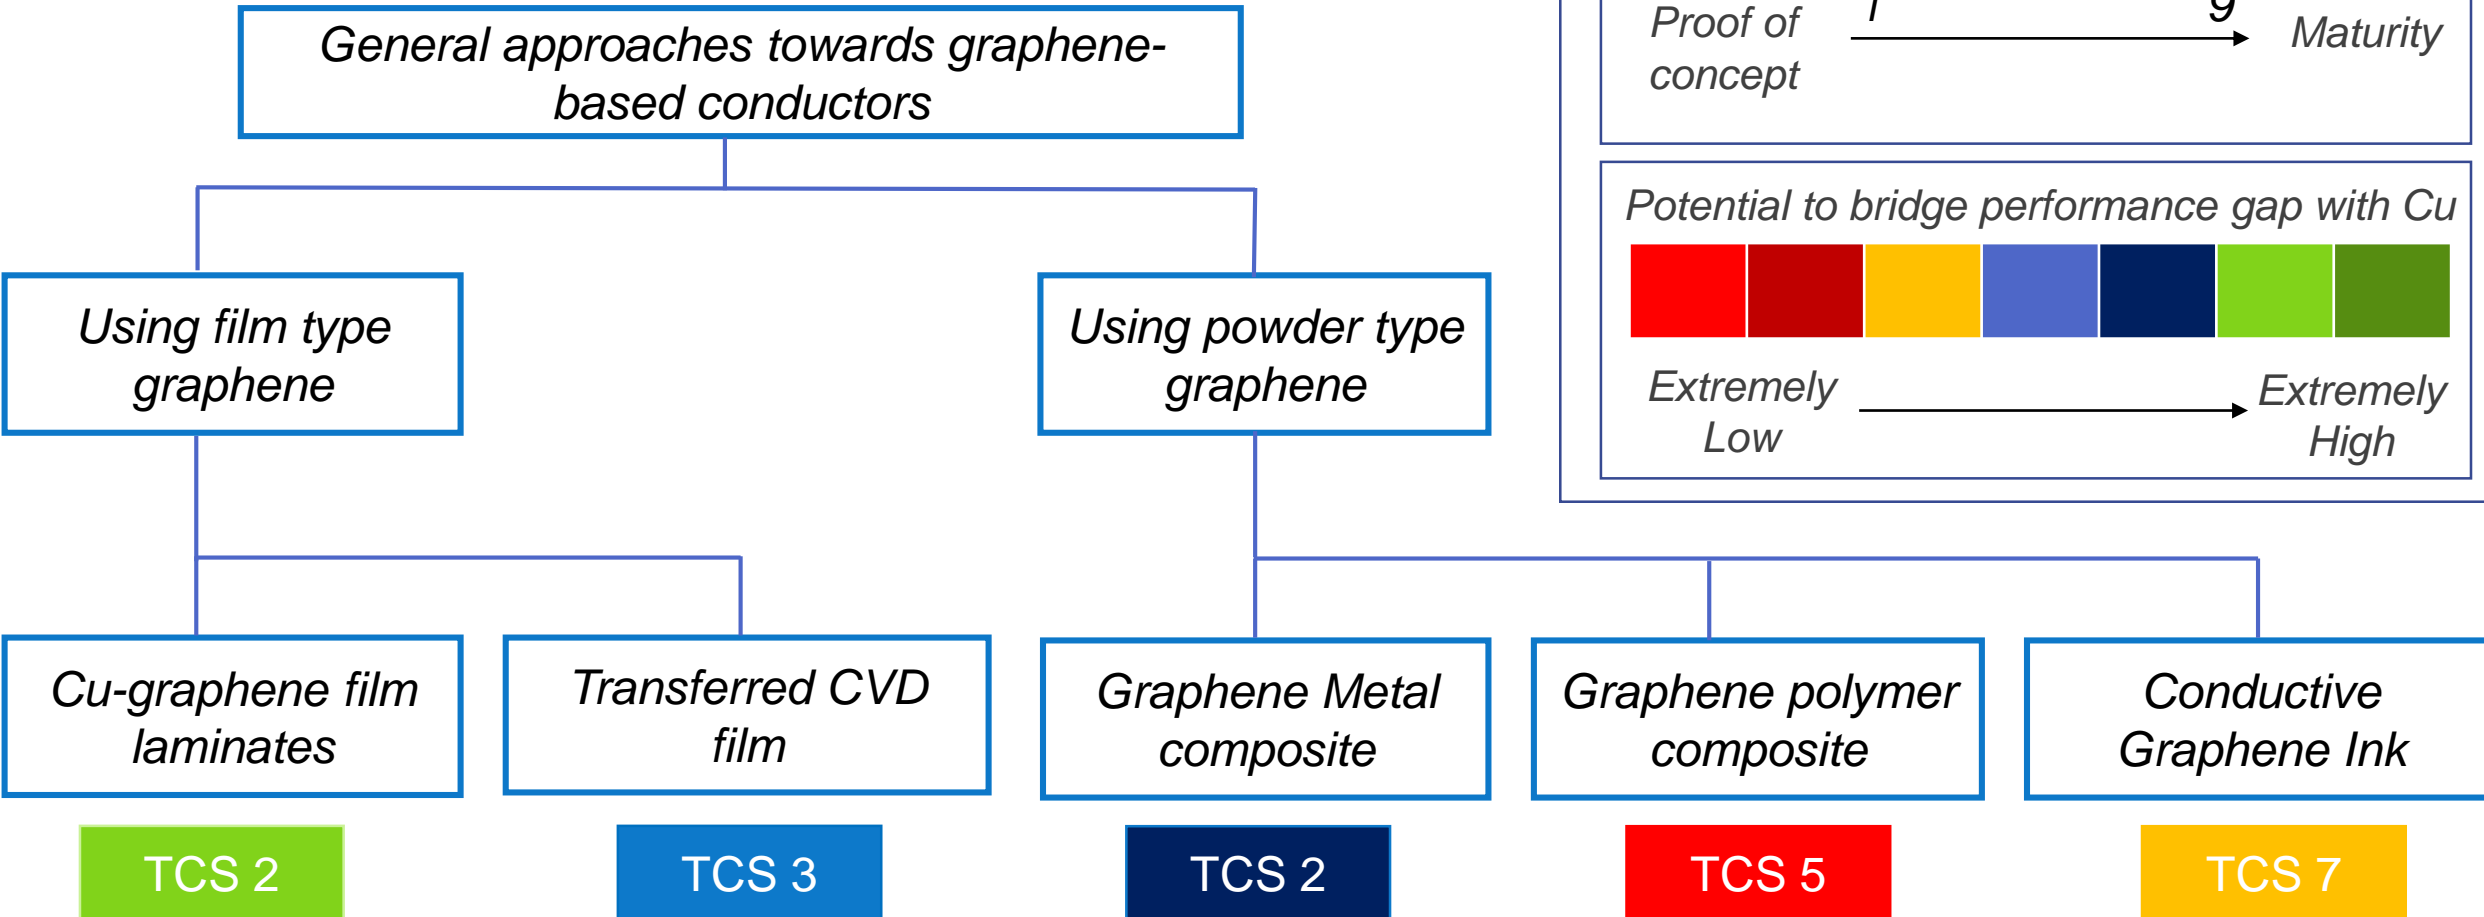 General approaches towards graphene-
based conductors
Proof of
concept
9
Maturity
Potential to bridge performance gap with Cu
Extremely
Low
Extremely
High
Using film type
graphene
Using powder type
graphene
Cu-graphene film
laminates
Transferred CVD
film
Graphene Metal
composite
Graphene polymer
composite
Conductive
Graphene Ink
TCS 2
TCS 3
TCS 2
TCS 5
TCS 7